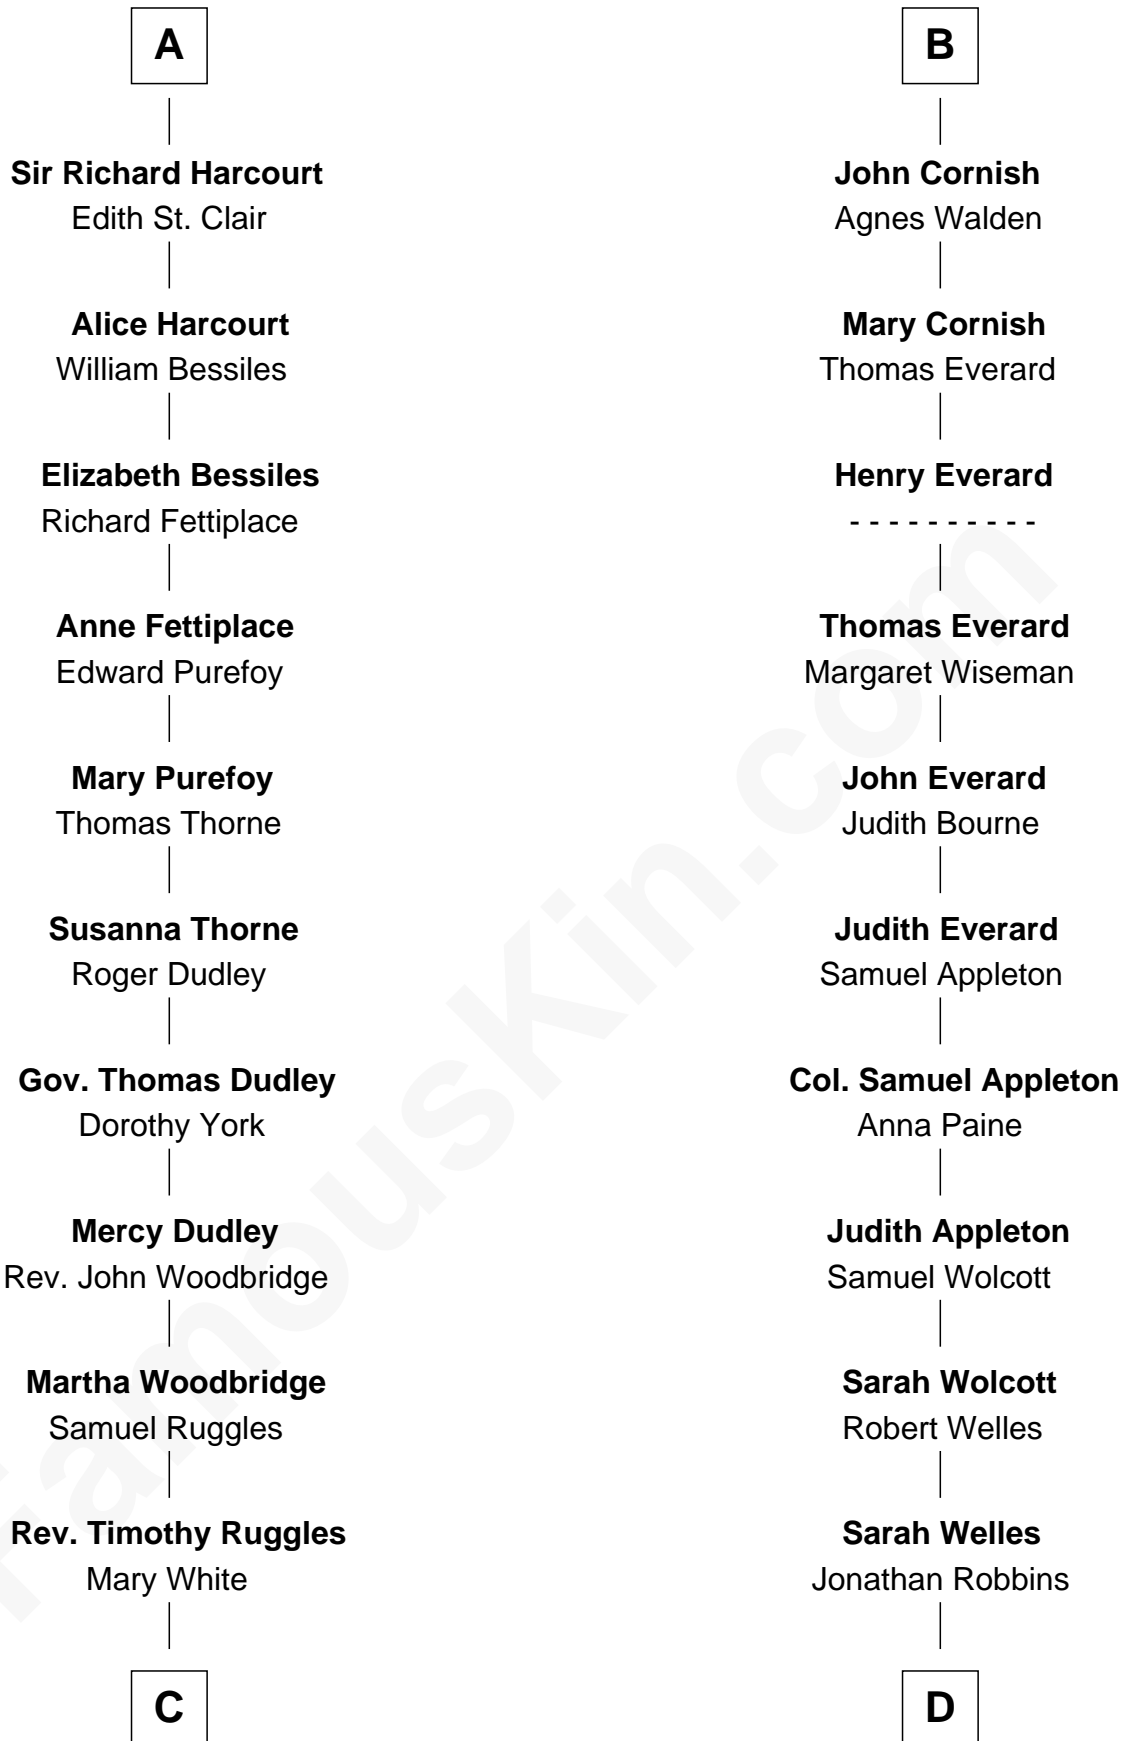 A
Sir Richard Harcourt
Edith St. Clair
Alice Harcourt
William Bessiles
Elizabeth Bessiles
Richard Fettiplace
Anne Fettiplace
Edward Purefoy
Mary Purefoy
Thomas Thorne
Susanna Thorne
Roger Dudley
Gov. Thomas Dudley
Dorothy York
Mercy Dudley
Rev. John Woodbridge
Martha Woodbridge
Samuel Ruggles
Rev. Timothy Ruggles
Mary White
C
B
John Cornish
Agnes Walden
Mary Cornish
Thomas Everard
Henry Everard
- - - - - - - - - -
Thomas Everard
Margaret Wiseman
John Everard
Judith Bourne
Judith Everard
Samuel Appleton
Col. Samuel Appleton
Anna Paine
Judith Appleton
Samuel Wolcott
Sarah Wolcott
Robert Welles
Sarah Welles
Jonathan Robbins
D
FamousKin.com